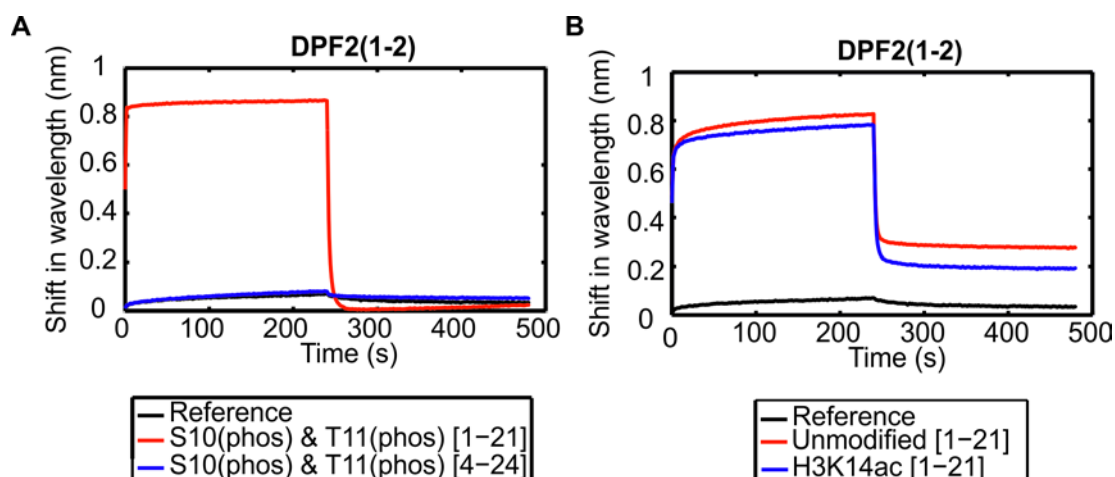 A
DPF2(1-2)
Shift in wavelength (nm)
1
0.8
0.6
0.4
0.2
0
0 100 200 300 400 500
Time (s)
Reference
S10(phos) & T11(phos) [1−21]
S10(phos) & T11(phos) [4−24]
B
DPF2(1-2)
Shift in wavelength (nm)
1
0.8
0.6
0.4
0.2
0
0 100 200 300 400 500
Time (s)
Reference
Unmodified [1−21]
H3K14ac [1−21]